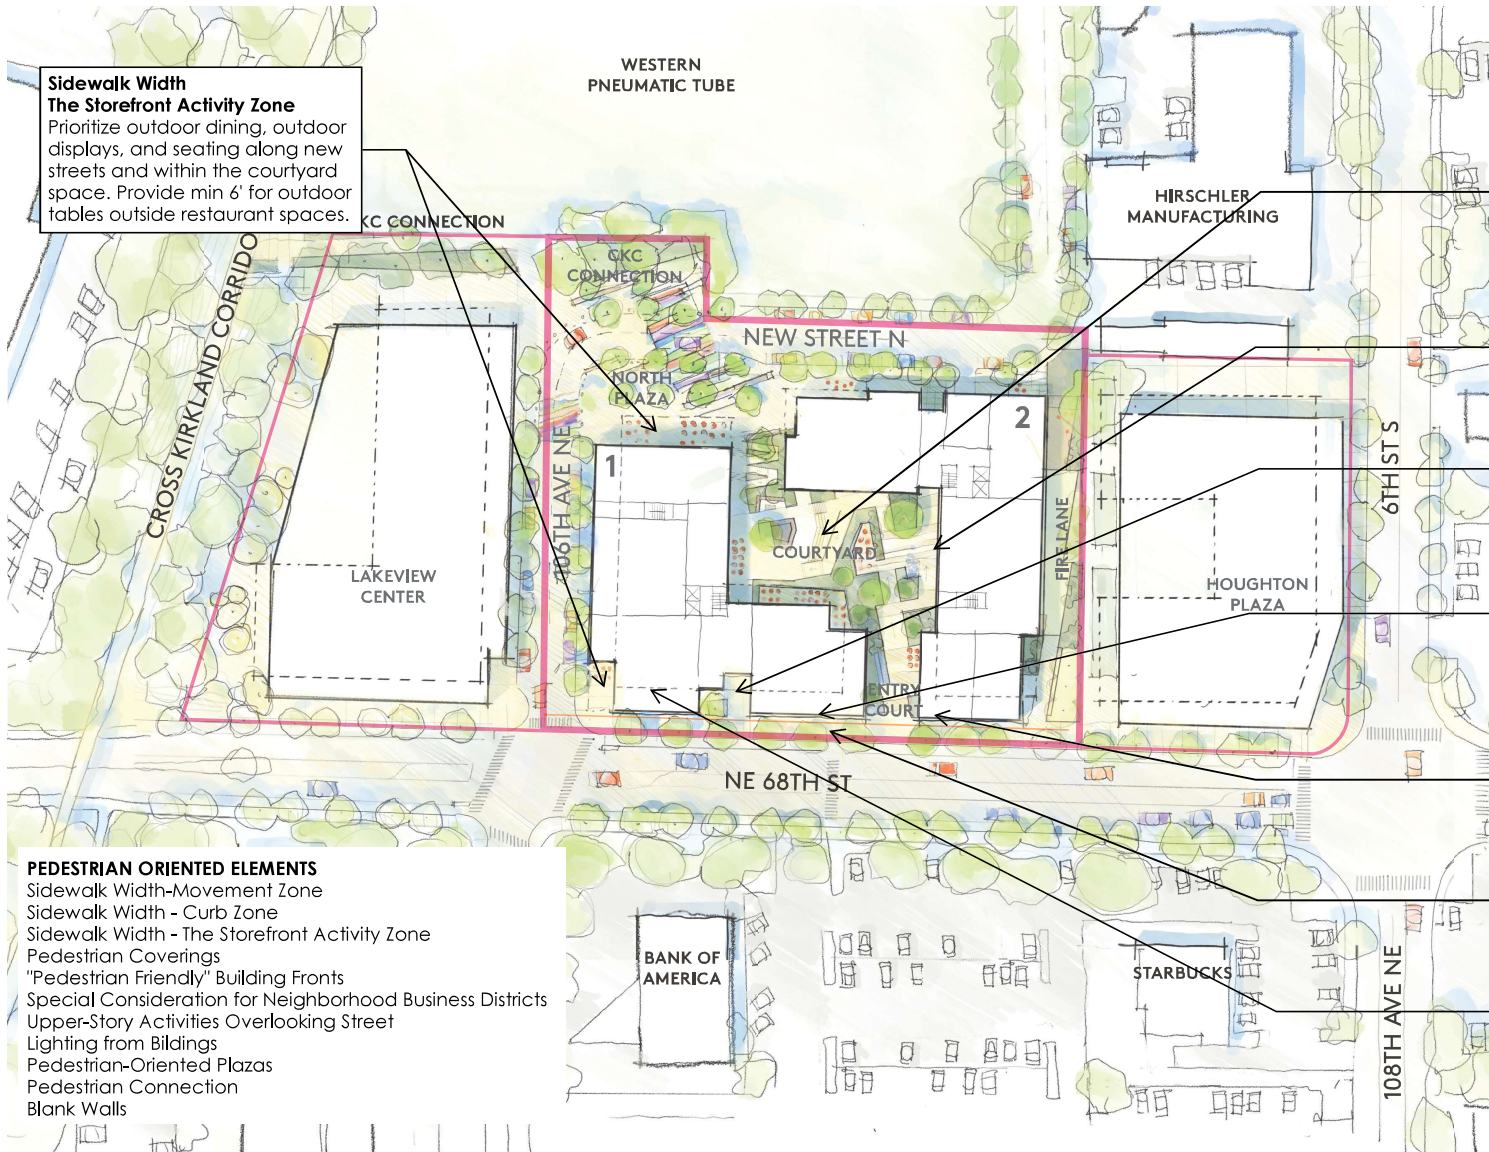 WESTERN
PNEUMATIC TUBE
Sidewalk Width
The Storefront Activity Zone
Prioritize outdoor dining, outdoor
displays, and seating along new
streets and within the courtyard
space. Provide min 6' for outdoor
tables outside restaurant spaces.
KC CONNECTION
CKC
CONNECTION
HIRSCHLER
MANUFACTURING
CROSS KIRKLAND CORRIDO
NEW STREET N
NORTH
PLAZA
1
2
106TH AVE NE
COURTYARD
FIRE LANE
6TH ST S
LAKEVIEW
CENTER
HOUGHTON
PLAZA
ENTRY
COURT
NE 68TH ST
PEDESTRIAN ORIENTED ELEMENTS
Sidewalk Width-Movement Zone
Sidewalk Width - Curb Zone
Sidewalk Width - The Storefront Activity Zone
Pedestrian Coverings
"Pedestrian Friendly" Building Fronts
Special Consideration for Neighborhood Business Districts
Upper-Story Activities Overlooking Street
Lighting from Bildings
Pedestrian-Oriented Plazas
Pedestrian Connection
Blank Walls
BANK OF
AMERICA
STARBUCKS
108TH AVE NE